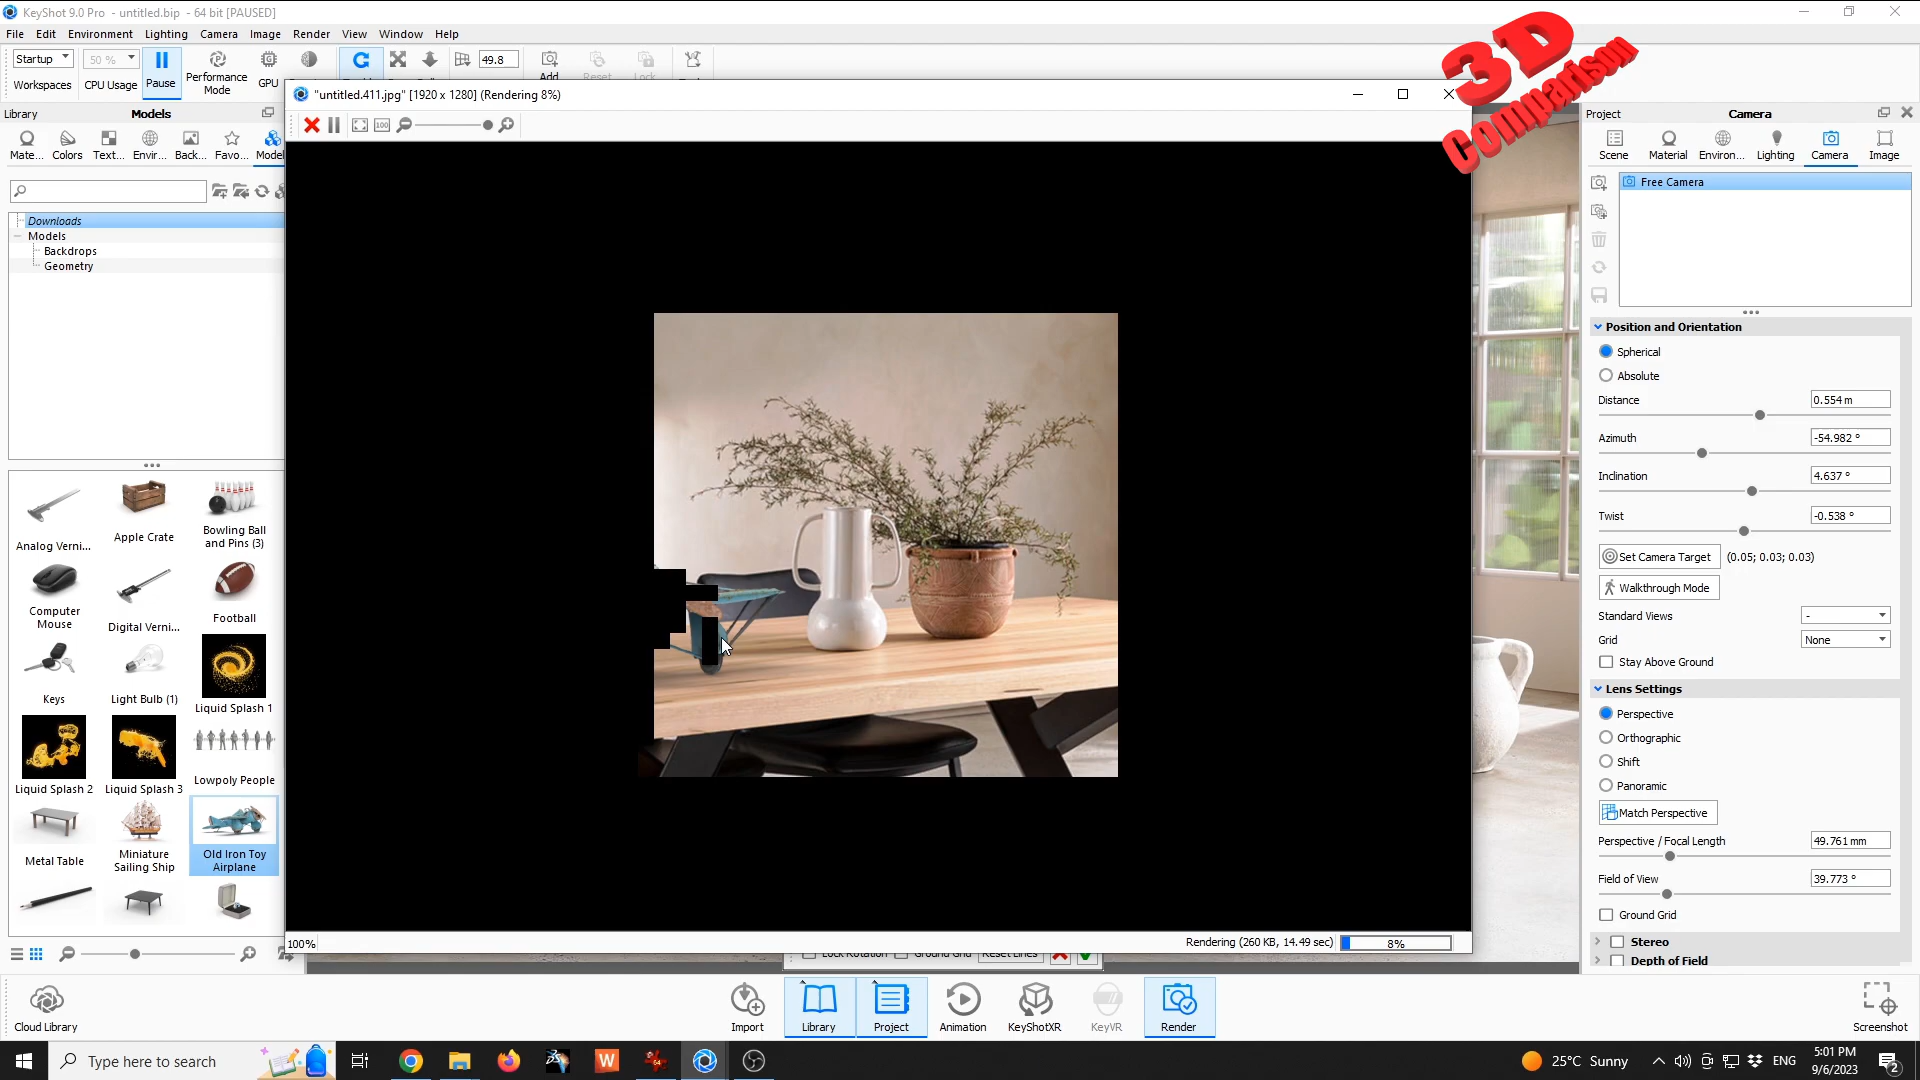 KeyShot 9.0 Pro - untitled.bip - 64 bit [PAUSED]
File Edit Environment Lighting Camera Image Render View Window Help
Startup 50 % 49.8
Workspaces CPU Usage Pause Performance Mode GPU Add Reset Lock
3D
Comparison
"untitled.411.jpg" [1920 x 1280] (Rendering 8%)
100
Library Models
Mate... Colors Text... Envir... Back... Favo... Model
Downloads
Models
Backdrops
Geometry
Analog Verni...
Apple Crate
Bowling Ball
and Pins (3)
Computer
Mouse
Digital Verni...
Football
Keys
Light Bulb (1)
Liquid Splash 1
Liquid Splash 2
Liquid Splash 3
Lowpoly People
Metal Table
Miniature
Sailing Ship
Old Iron Toy
Airplane
100%
Rendering (260 KB, 14.49 sec) 8%
Lock Rotation Ground Grid Reset Lines
Project Camera
Scene Material Environ... Lighting Camera Image
Free Camera
Position and Orientation
Spherical
Absolute
Distance 0.554 m
Azimuth -54.982 °
Inclination 4.637 °
Twist -0.538 °
Set Camera Target (0.05; 0.03; 0.03)
Walkthrough Mode
Standard Views -
Grid None
Stay Above Ground
Lens Settings
Perspective
Orthographic
Shift
Panoramic
Match Perspective
Perspective / Focal Length 49.761 mm
Field of View 39.773 °
Ground Grid
Stereo
Depth of Field
Cloud Library Import Library Project Animation KeyShotXR KeyVR Render Screenshot
Type here to search
W
64
25°C Sunny
ENG
5:01 PM
9/6/2023
2